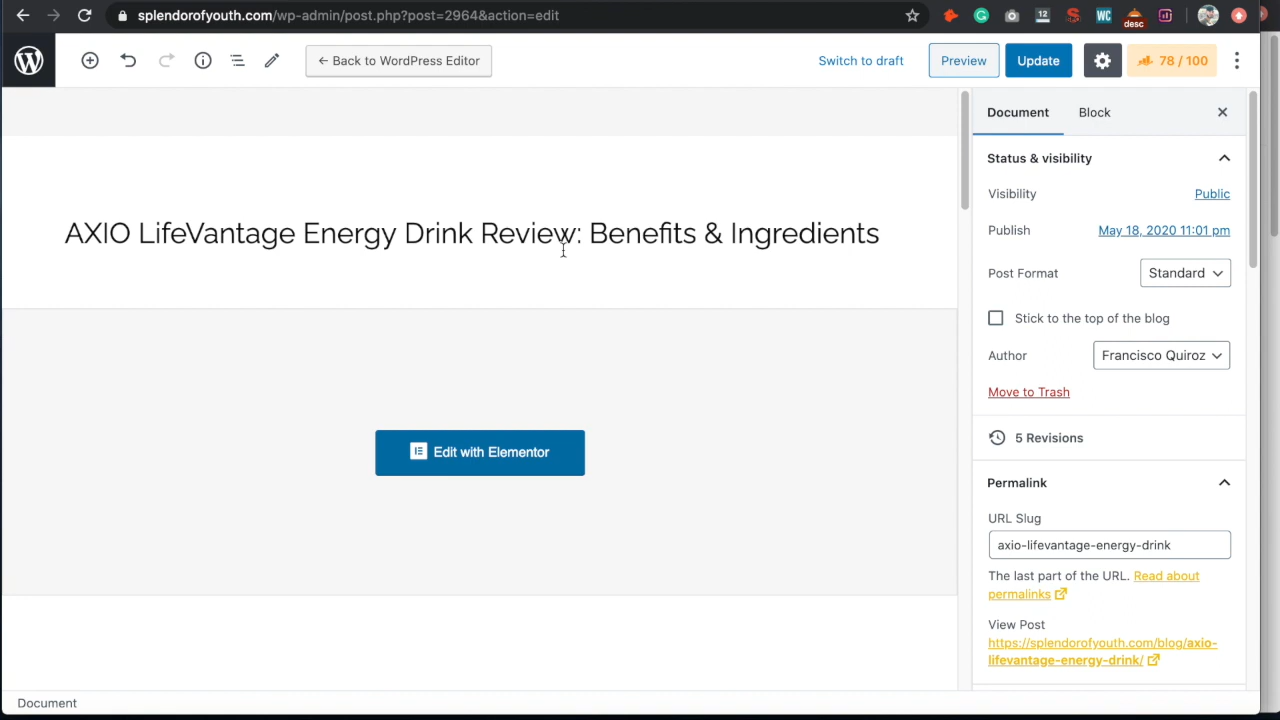 splendorofyouth.com/wp-admin/post.php?post=2964&action=edit
12
WC
desc
← Back to WordPress Editor
Switch to draft
Preview
Update
78 / 100
Document
Block
Status & visibility
Visibility
Public
Publish
May 18, 2020 11:01 pm
AXIO LifeVantage Energy Drink Review: Benefits & Ingredients
Post Format
Standard
Stick to the top of the blog
Author
Francisco Quiroz
Move to Trash
5 Revisions
Edit with Elementor
Permalink
URL Slug
axio-lifevantage-energy-drink
The last part of the URL. Read about
permalinks
View Post
https://splendorofyouth.com/blog/axio-
lifevantage-energy-drink/
Document